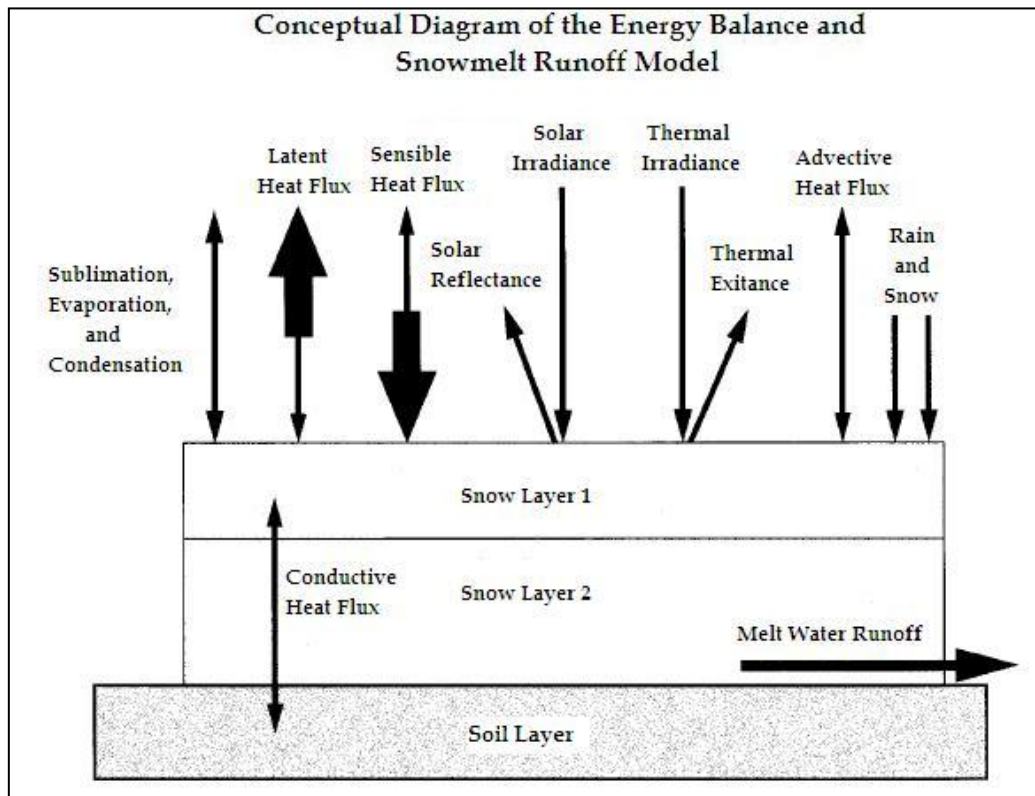 Conceptual Diagram of the Energy Balance and
Snowmelt Runoff Model
Latent
Heat Flux
Sensible
Heat Flux
Solar
Irradiance
Thermal
Irradiance
Advective
Heat Flux
Sublimation,
Evaporation,
and
Condensation
Solar
Reflectance
Thermal
Exitance
Rain
and
Snow
Snow Layer 1
Conductive
Heat Flux
Snow Layer 2
Melt Water Runoff
Soil Layer